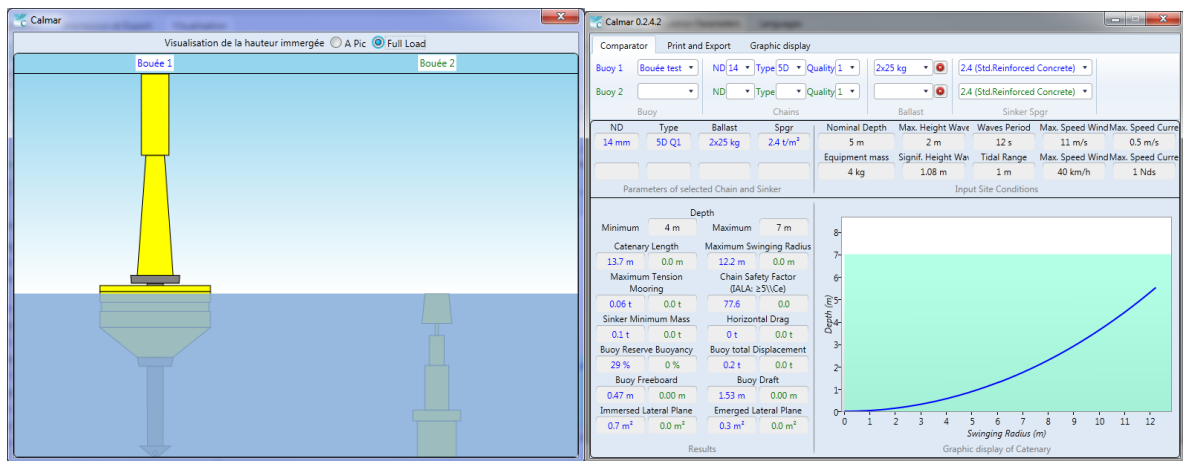 Calmar
Visualisation de la hauteur immergée A Pic Full Load
Bouée 1 Bouée 2
Calmar 0.2.4.2
Comparator Print and Export Graphic display
Buoy 1 Bouée test ND 14 Type 5D Quality 1 2x25 kg 2.4 (Std.Reinforced Concrete)
Buoy 2 ND Type Quality 1 2.4 (Std.Reinforced Concrete)
Buoy Chains Ballast Sinker Spgr
ND Type Ballast Spgr
14 mm 5D Q1 2x25 kg 2.4 t/m³
Parameters of selected Chain and Sinker
Nominal Depth Max. Height Wave Waves Period Max. Speed Wind Max. Speed Curre
5 m 2 m 12 s 11 m/s 0.5 m/s
Equipment mass Signif. Height Wav Tidal Range Max. Speed Wind Max. Speed Curre
4 kg 1.08 m 1 m 40 km/h 1 Nds
Input Site Conditions
Depth
Minimum 4 m Maximum 7 m
Catenary Length Maximum Swinging Radius
13.7 m 0.0 m 12.2 m 0.0 m
Maximum Tension Chain Safety Factor
Mooring (IALA: ≥5\\Ce)
0.06 t 0.0 t 77.6 0.0
Sinker Minimum Mass Horizontal Drag
0.1 t 0.0 t 0 t 0.0 t
Buoy Reserve Buoyancy Buoy total Displacement
29 % 0 % 0.2 t 0.0 t
Buoy Freeboard Buoy Draft
0.47 m 0.00 m 1.53 m 0.00 m
Immersed Lateral Plane Emerged Lateral Plane
0.7 m² 0.0 m² 0.3 m² 0.0 m²
Results
Depth (m)
8
7
6
5
4
3
2
1
0
0 1 2 3 4 5 6 7 8 9 10 11 12
Swinging Radius (m)
Graphic display of Catenary